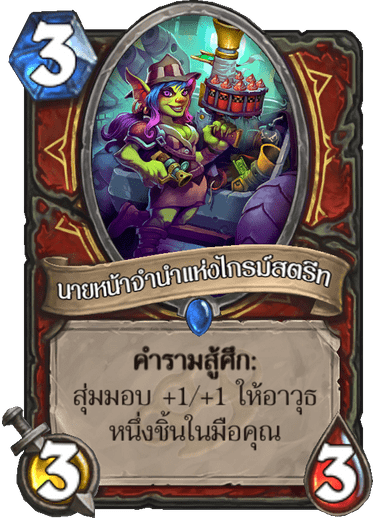 3
นายหน้าจำนำแห่งไกรม์สตรีท
คำรามสู้ศึก:
สุ่มมอบ +1/+1 ให้อาวุธ
หนึ่งชิ้นในมือคุณ
3
3